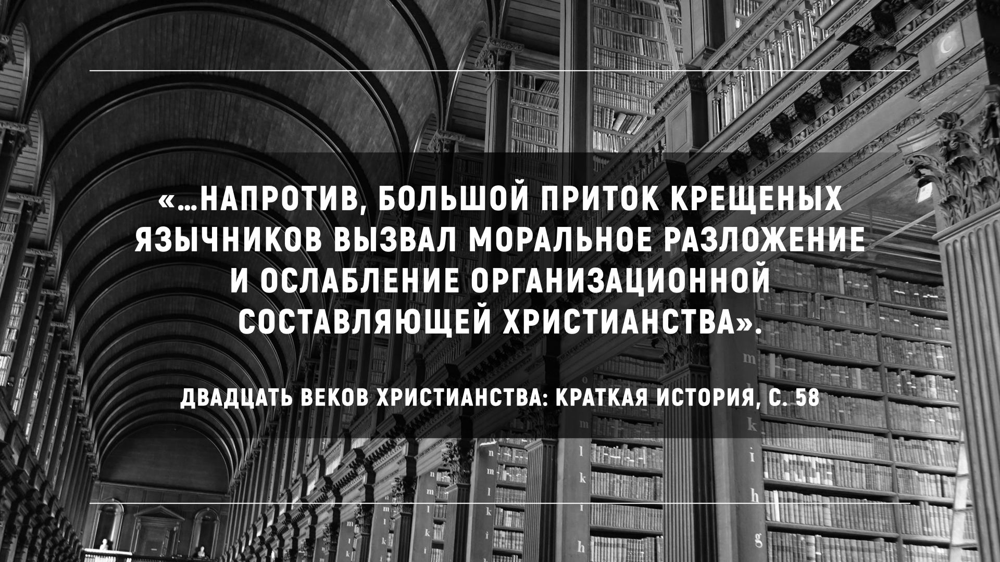 «…НАПРОТИВ, БОЛЬШОЙ ПРИТОК КРЕЩЕНЫХ
ЯЗЫЧНИКОВ ВЫЗВАЛ МОРАЛЬНОЕ РАЗЛОЖЕНИЕ
И ОСЛАБЛЕНИЕ ОРГАНИЗАЦИОННОЙ
СОСТАВЛЯЮЩЕЙ ХРИСТИАНСТВА».
ДВАДЦАТЬ ВЕКОВ ХРИСТИАНСТВА: КРАТКАЯ ИСТОРИЯ, С. 58